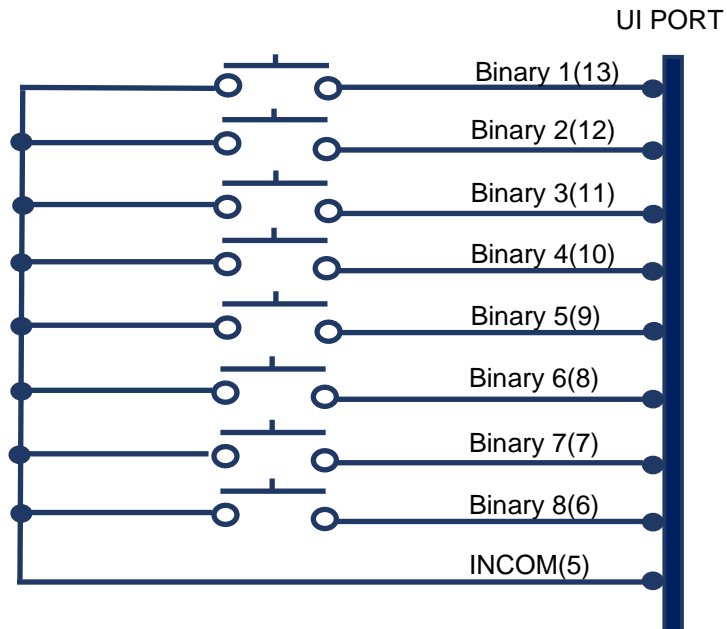 UI PORT
Binary 1(13)
Binary 2(12)
Binary 3(11)
Binary 4(10)
Binary 5(9)
Binary 6(8)
Binary 7(7)
Binary 8(6)
INCOM(5)